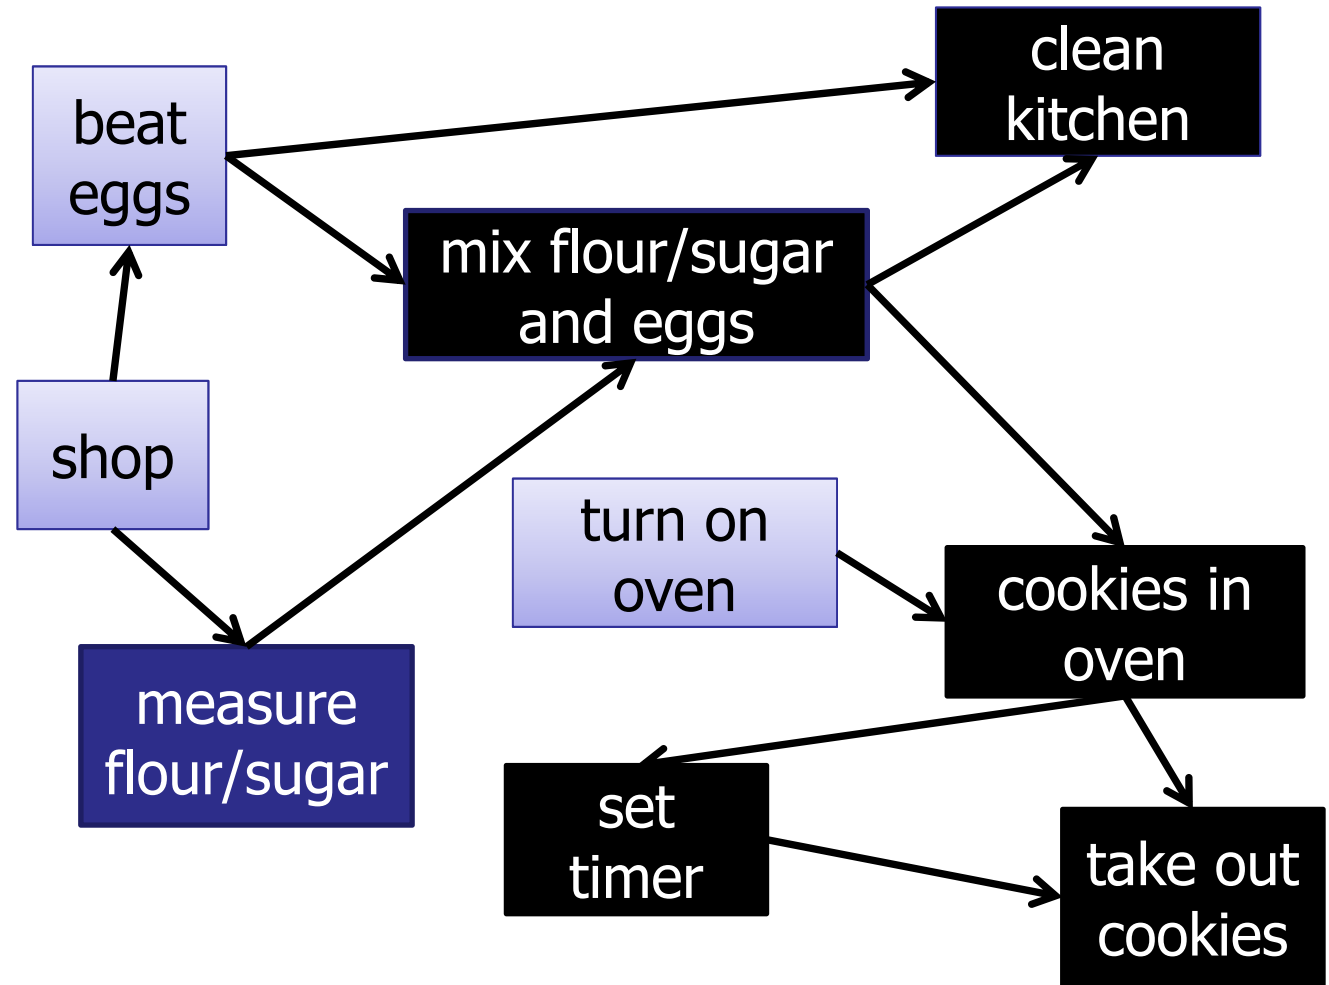 clean
kitchen
beat
eggs
mix flour/sugar
and eggs
shop
turn on
oven
cookies in
oven
measure
flour/sugar
set
timer
take out
cookies